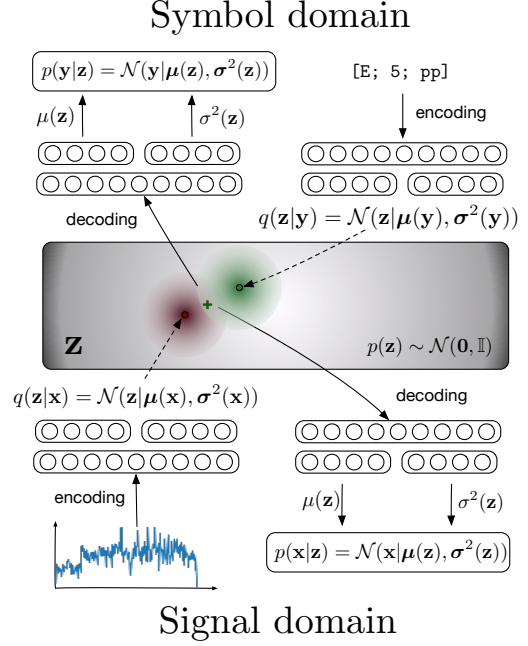 Symbol domain
p(y|z) = N(y|μ(z), σ²(z))
[E; 5; pp]
μ(z)
σ²(z)
encoding
decoding
q(z|y) = N(z|μ(y), σ²(y))
z
p(z) ∼ N(0, 𝕀)
q(z|x) = N(z|μ(x), σ²(x))
decoding
encoding
μ(z)
σ²(z)
p(x|z) = N(x|μ(z), σ²(z))
Signal domain